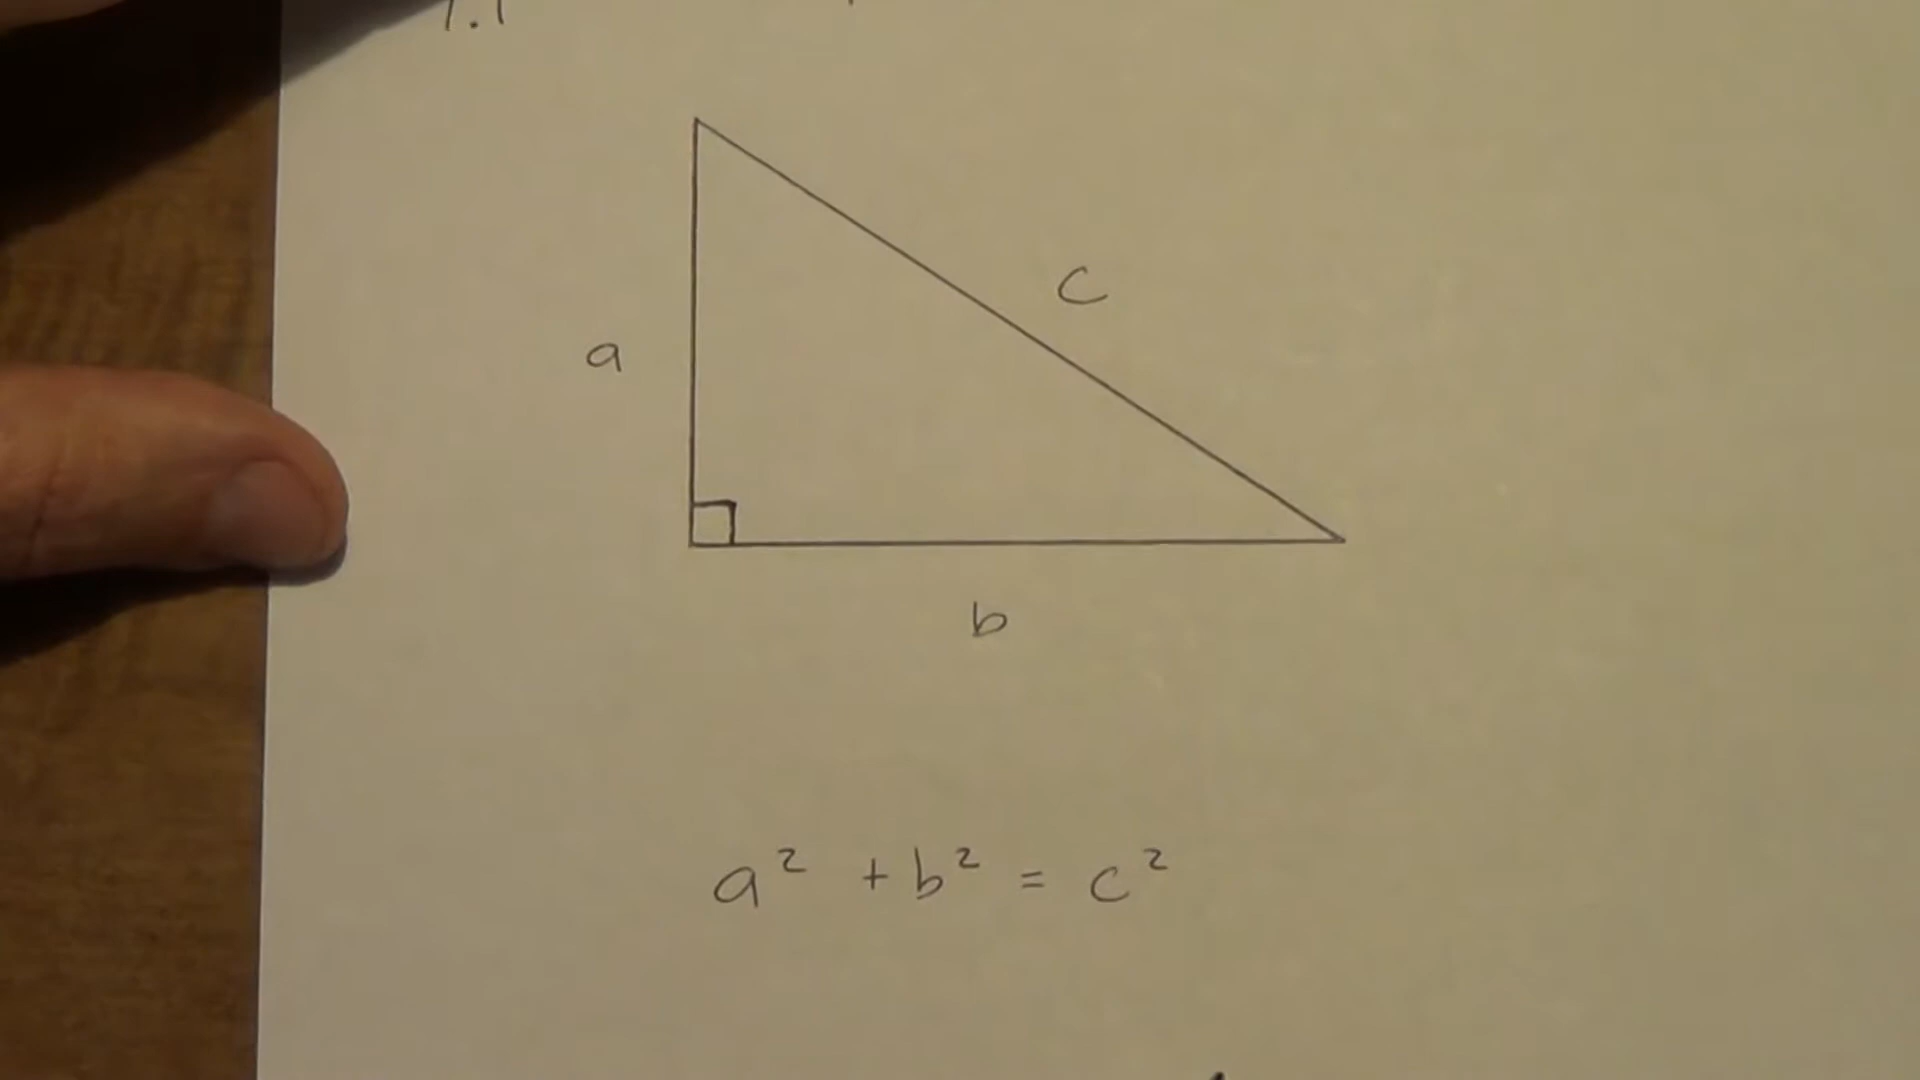 c
a
b
a² + b² = c²